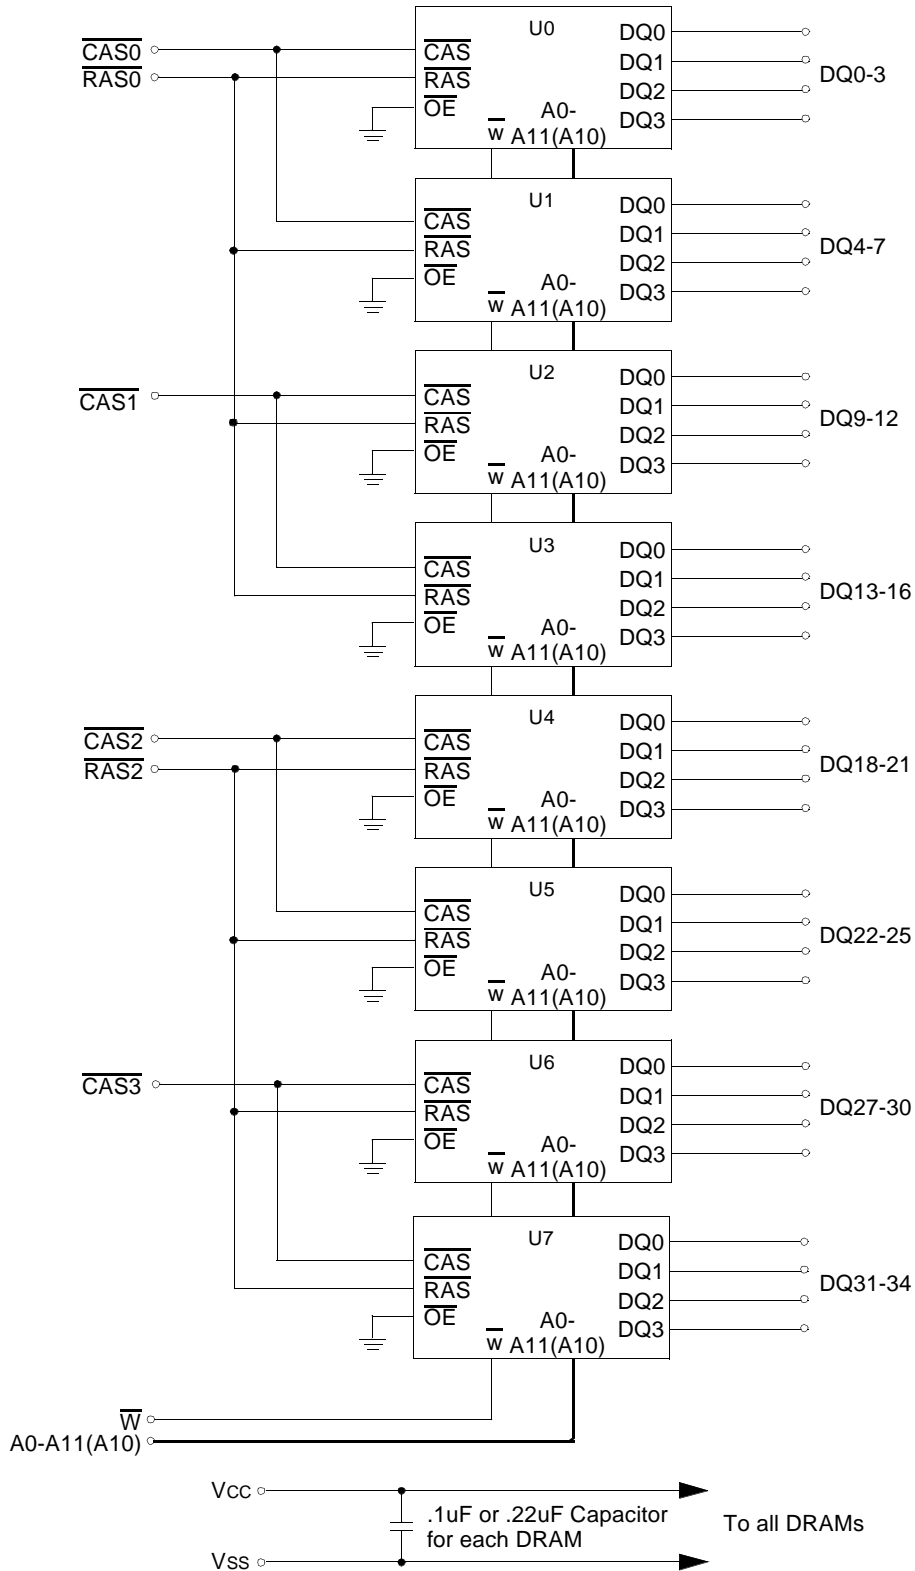 U0
CAS0
RAS0
CAS
RAS
OE
W
A0-
A11(A10)
DQ0
DQ1
DQ2
DQ3
DQ0-3
U1
CAS
RAS
OE
W
A0-
A11(A10)
DQ0
DQ1
DQ2
DQ3
DQ4-7
U2
CAS1
CAS
RAS
OE
W
A0-
A11(A10)
DQ0
DQ1
DQ2
DQ3
DQ9-12
U3
CAS
RAS
OE
W
A0-
A11(A10)
DQ0
DQ1
DQ2
DQ3
DQ13-16
U4
CAS2
RAS2
CAS
RAS
OE
W
A0-
A11(A10)
DQ0
DQ1
DQ2
DQ3
DQ18-21
U5
CAS
RAS
OE
W
A0-
A11(A10)
DQ0
DQ1
DQ2
DQ3
DQ22-25
U6
CAS3
CAS
RAS
OE
W
A0-
A11(A10)
DQ0
DQ1
DQ2
DQ3
DQ27-30
U7
CAS
RAS
OE
W
A0-
A11(A10)
DQ0
DQ1
DQ2
DQ3
DQ31-34
W
A0-A11(A10)
Vcc
.1uF or .22uF Capacitor
for each DRAM
To all DRAMs
Vss